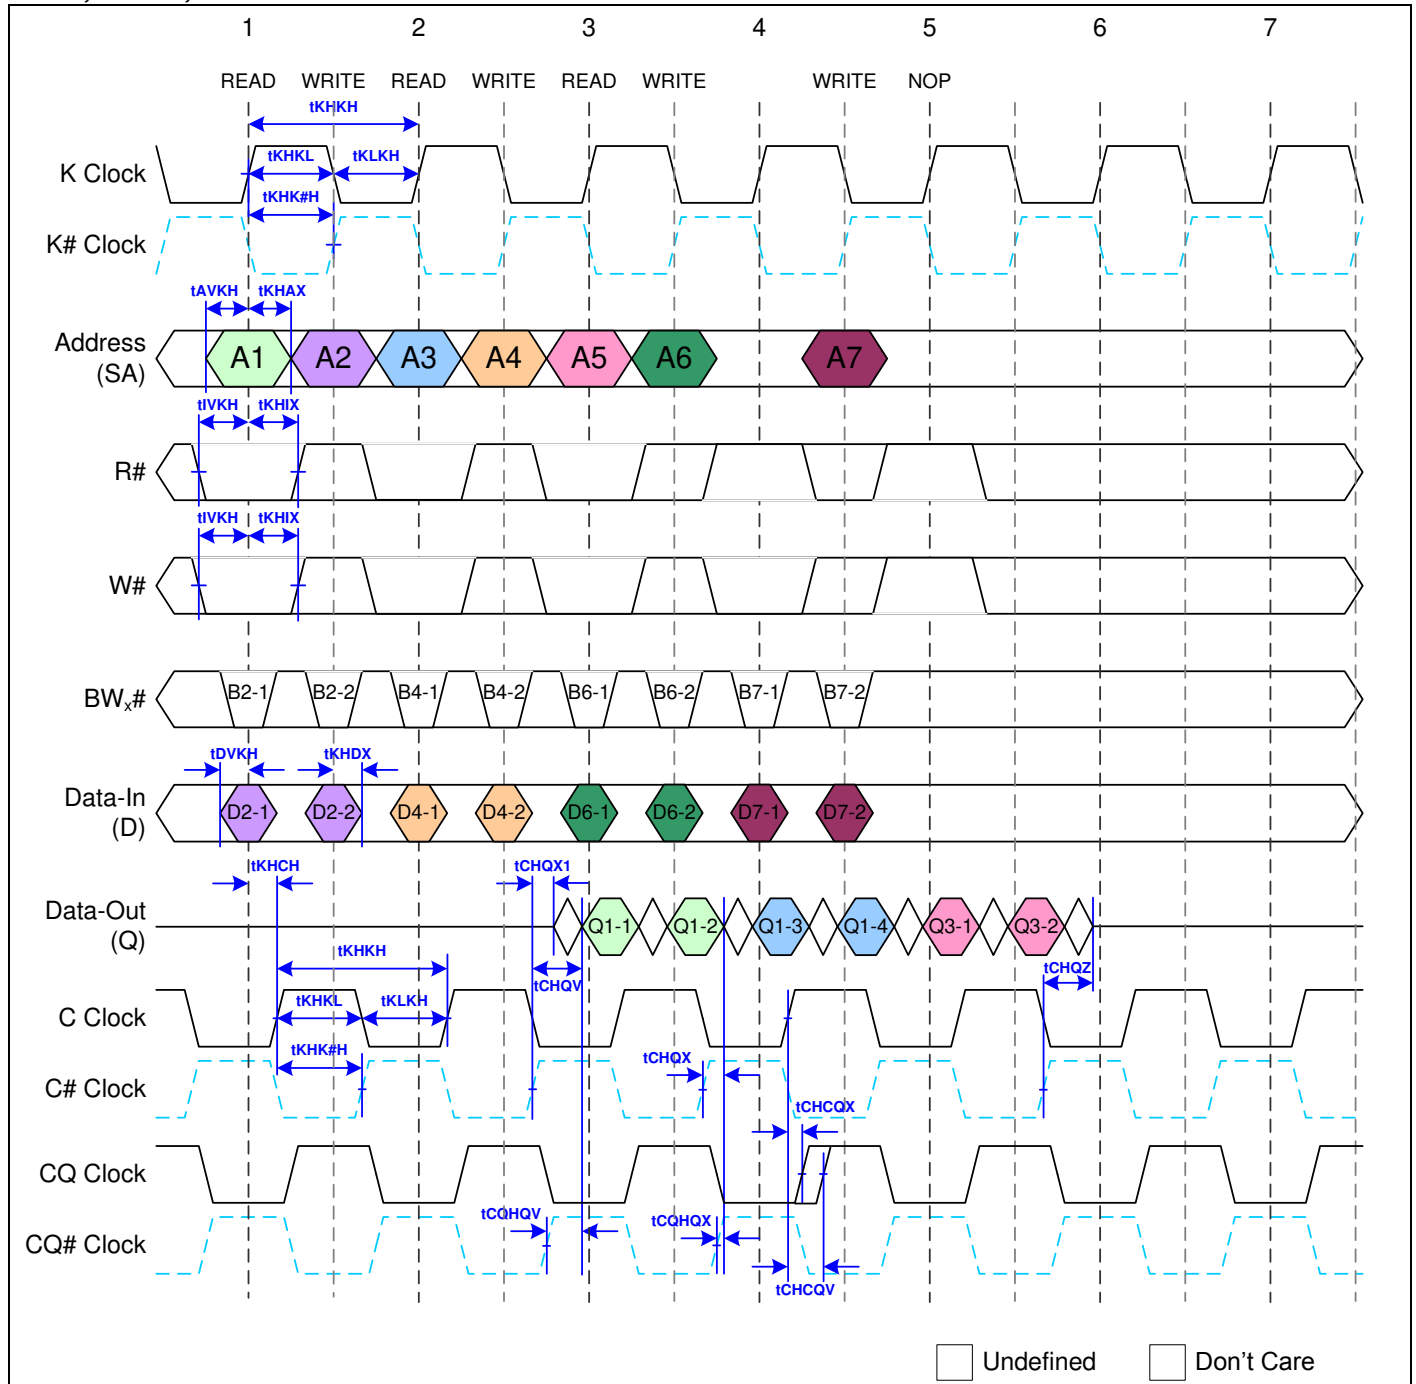 1 2 3 4 5 6 7
READ WRITE READ WRITE READ WRITE WRITE NOP
tKHKH
K Clock
tKHKL tKLKH
tKHK#H
K# Clock
tAVKH tKHAX
Address
(SA)
A1 A2 A3 A4 A5 A6 A7
tIVKH tKHIX
R#
tIVKH tKHIX
W#
BWx#
B2-1 B2-2 B4-1 B4-2 B6-1 B6-2 B7-1 B7-2
tDVKH tKHDX
Data-In
(D)
D2-1 D2-2 D4-1 D4-2 D6-1 D6-2 D7-1 D7-2
tKHCH tCHQX1
Data-Out
(Q)
Q1-1 Q1-2 Q1-3 Q1-4 Q3-1 Q3-2
tKHKH tCHQV tCHQZ
C Clock
tKHKL tKLKH
tKHK#H tCHQX
C# Clock
tCHCQX
CQ Clock
tCQHQV tCQHQX
CQ# Clock
tCHCQV
Undefined Don't Care